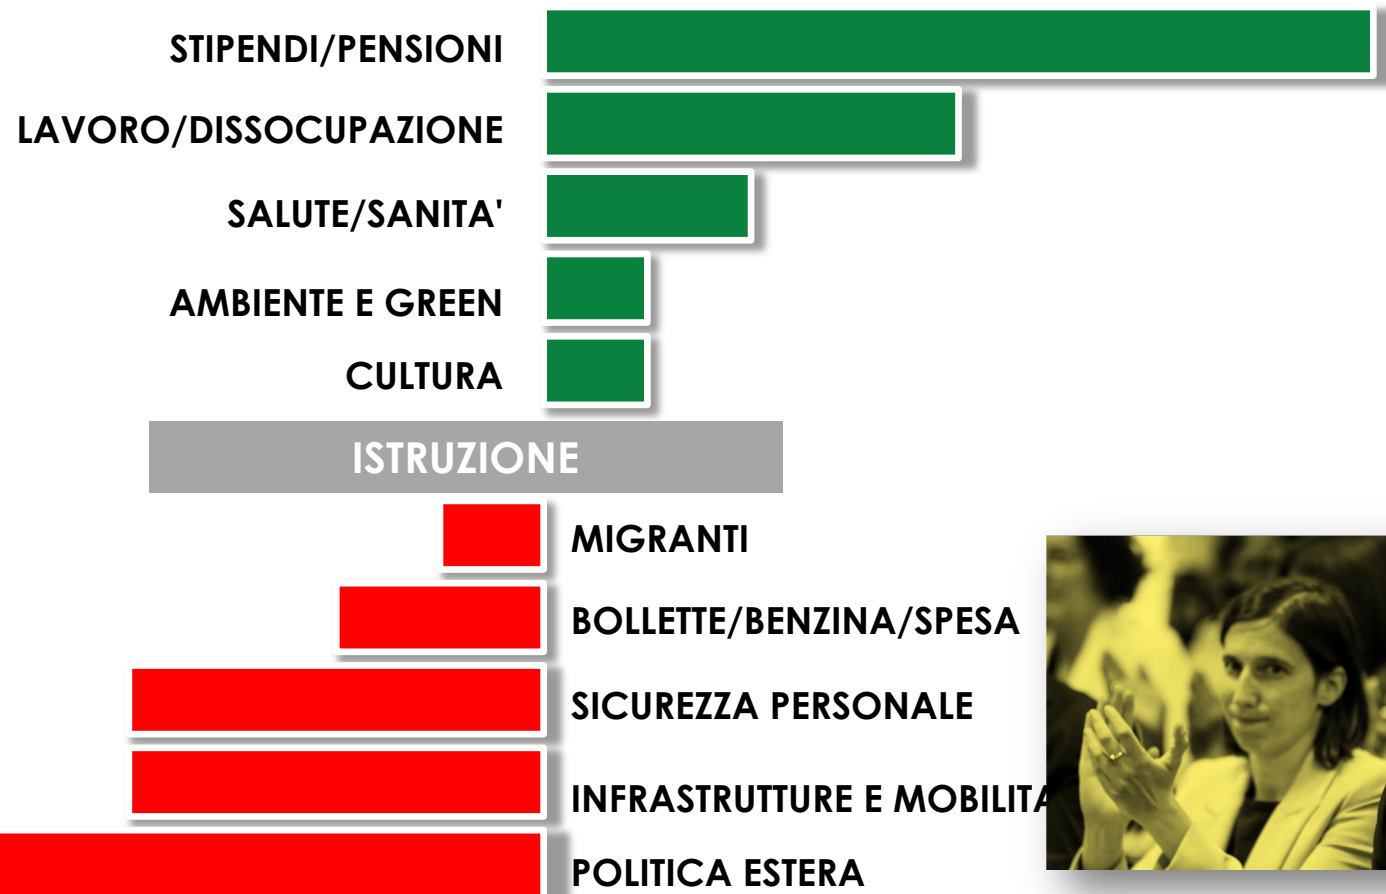 STIPENDI/PENSIONI
LAVORO/DISSOCUPAZIONE
SALUTE/SANITA'
AMBIENTE E GREEN
CULTURA
ISTRUZIONE
MIGRANTI
BOLLETTE/BENZINA/SPESA
SICUREZZA PERSONALE
INFRASTRUTTURE E MOBILITA
POLITICA ESTERA